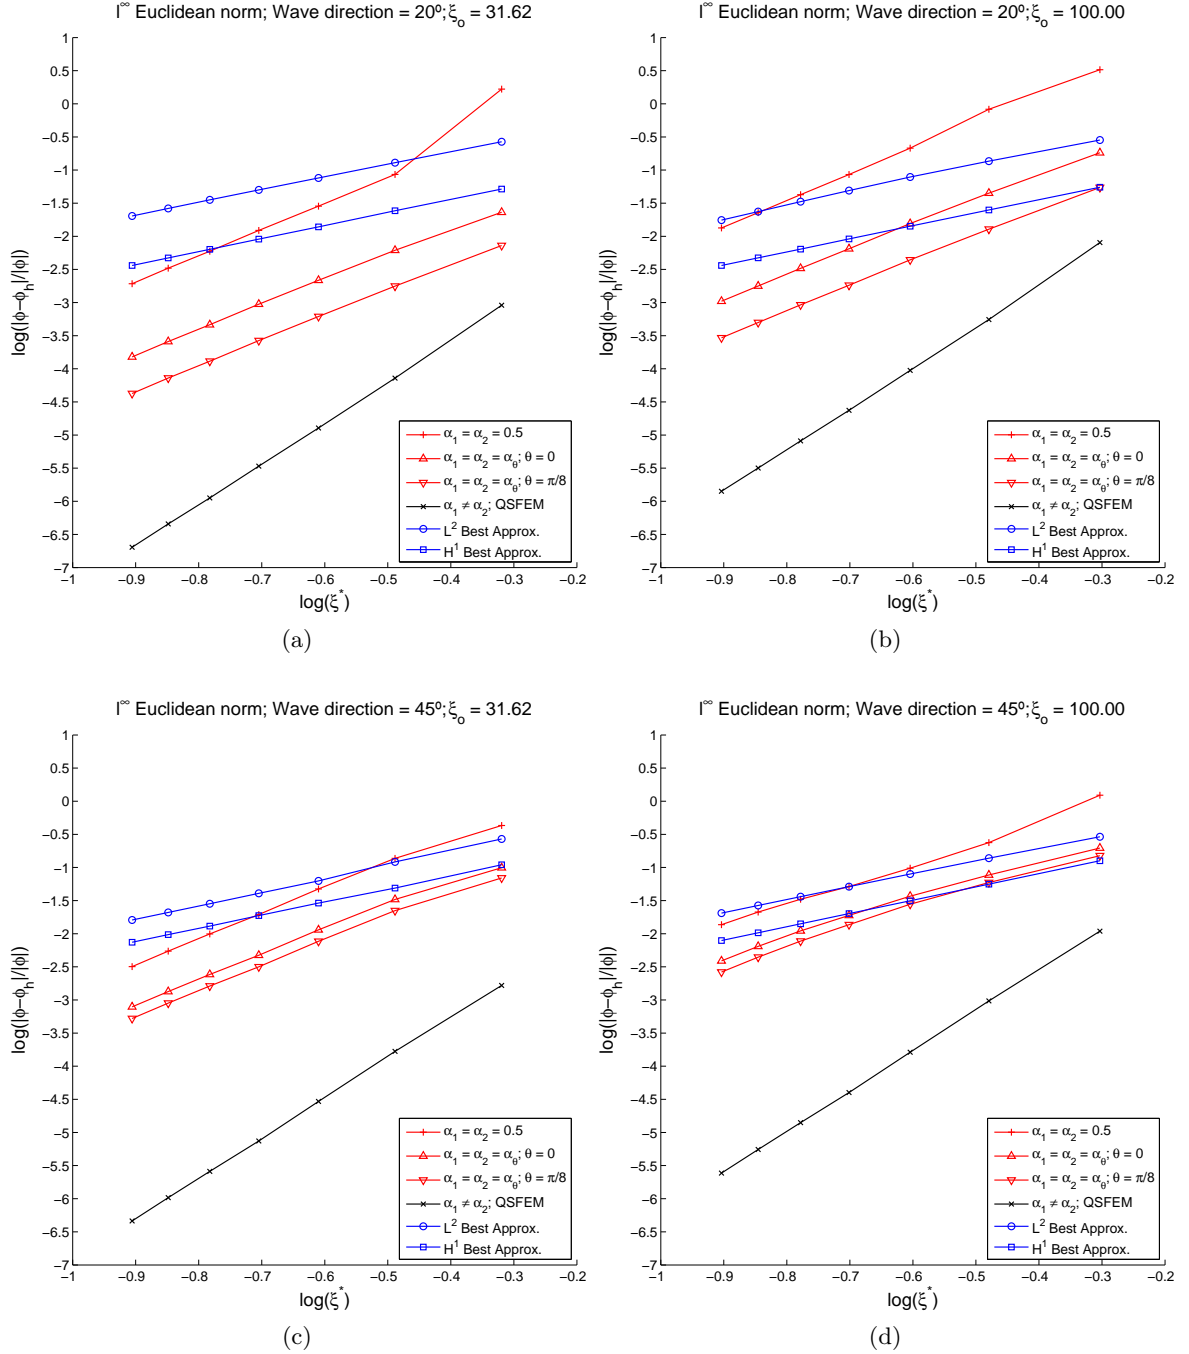 l∞ Euclidean norm; Wave direction = 20º;ξo = 31.62
1
0.5
0
−0.5
−1
−1.5
−2
−2.5
−3
−3.5
−4
−4.5
−5
−5.5
−6
−6.5
−7
log(|ϕ−ϕh|/|ϕ|)
α1 = α2 = 0.5
α1 = α2 = αθ; θ = 0
α1 = α2 = αθ; θ = π/8
α1 ≠ α2; QSFEM
L2 Best Approx.
H1 Best Approx.
−1 −0.9 −0.8 −0.7 −0.6 −0.5 −0.4 −0.3 −0.2
log(ξ*)
(a)
l∞ Euclidean norm; Wave direction = 20º;ξo = 100.00
1
0.5
0
−0.5
−1
−1.5
−2
−2.5
−3
−3.5
−4
−4.5
−5
−5.5
−6
−6.5
−7
log(|ϕ−ϕh|/|ϕ|)
α1 = α2 = 0.5
α1 = α2 = αθ; θ = 0
α1 = α2 = αθ; θ = π/8
α1 ≠ α2; QSFEM
L2 Best Approx.
H1 Best Approx.
−1 −0.9 −0.8 −0.7 −0.6 −0.5 −0.4 −0.3 −0.2
log(ξ*)
(b)
l∞ Euclidean norm; Wave direction = 45º;ξo = 31.62
1
0.5
0
−0.5
−1
−1.5
−2
−2.5
−3
−3.5
−4
−4.5
−5
−5.5
−6
−6.5
−7
log(|ϕ−ϕh|/|ϕ|)
α1 = α2 = 0.5
α1 = α2 = αθ; θ = 0
α1 = α2 = αθ; θ = π/8
α1 ≠ α2; QSFEM
L2 Best Approx.
H1 Best Approx.
−1 −0.9 −0.8 −0.7 −0.6 −0.5 −0.4 −0.3 −0.2
log(ξ*)
(c)
l∞ Euclidean norm; Wave direction = 45º;ξo = 100.00
1
0.5
0
−0.5
−1
−1.5
−2
−2.5
−3
−3.5
−4
−4.5
−5
−5.5
−6
−6.5
−7
log(|ϕ−ϕh|/|ϕ|)
α1 = α2 = 0.5
α1 = α2 = αθ; θ = 0
α1 = α2 = αθ; θ = π/8
α1 ≠ α2; QSFEM
L2 Best Approx.
H1 Best Approx.
−1 −0.9 −0.8 −0.7 −0.6 −0.5 −0.4 −0.3 −0.2
log(ξ*)
(d)